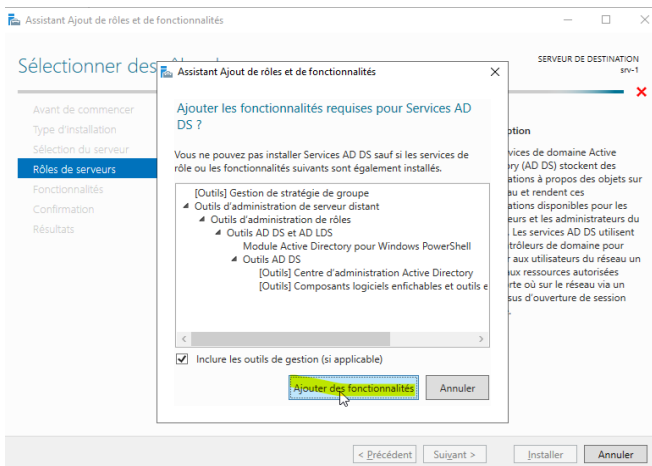 Assistant Ajout de rôles et de fonctionnalités
Sélectionner des
SERVEUR DE DESTINATION
srv-1
Avant de commencer
Type d'installation
Sélection du serveur
Rôles de serveurs
Fonctionnalités
Confirmation
Résultats
Assistant Ajout de rôles et de fonctionnalités
Ajouter les fonctionnalités requises pour Services AD
DS ?
Vous ne pouvez pas installer Services AD DS sauf si les services de
rôle ou les fonctionnalités suivants sont également installés.
[Outils] Gestion de stratégie de groupe
Outils d'administration de serveur distant
Outils d'administration de rôles
Outils AD DS et AD LDS
Module Active Directory pour Windows PowerShell
Outils AD DS
[Outils] Centre d'administration Active Directory
[Outils] Composants logiciels enfichables et outils e
Inclure les outils de gestion (si applicable)
Ajouter des fonctionnalités
Annuler
ption
vices de domaine Active
ory (AD DS) stockent des
ations à propos des objets sur
au et rendent ces
ations disponibles pour les
eurs et les administrateurs du
. Les services AD DS utilisent
ntrôleurs de domaine pour
r aux utilisateurs du réseau un
aux ressources autorisées
orte où sur le réseau via un
sus d'ouverture de session
.
< Précédent
Suivant >
Installer
Annuler